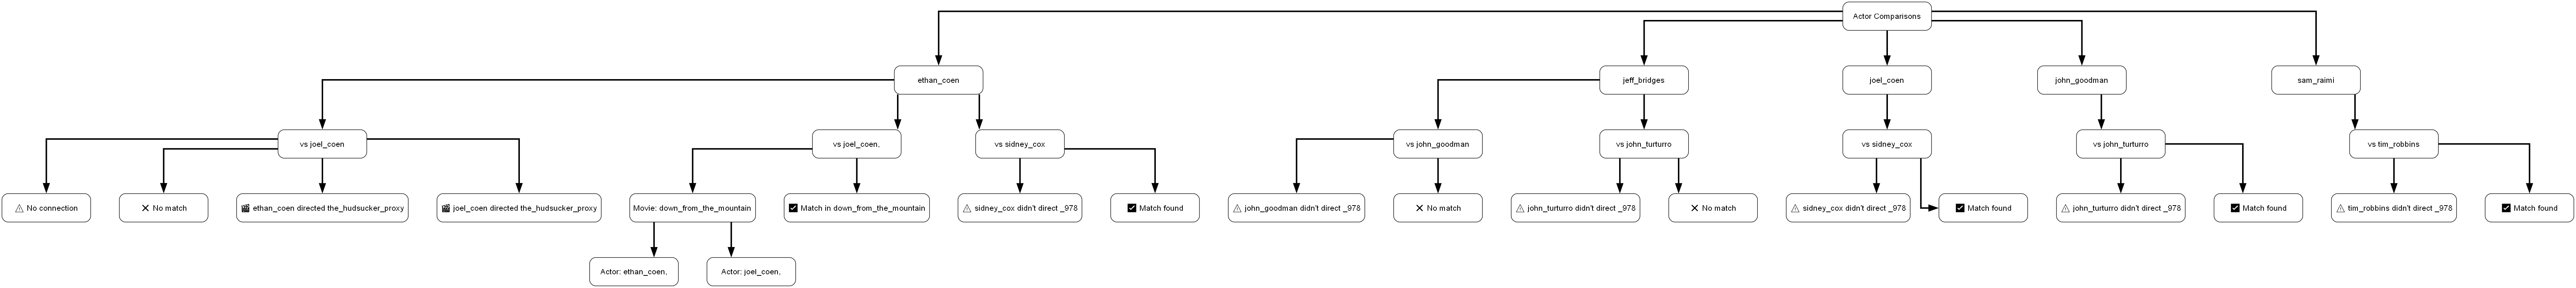 Actor Comparisons
ethan_coen
jeff_bridges
joel_coen
john_goodman
sam_raimi
vs joel_coen
vs joel_coen,
vs sidney_cox
vs john_goodman
vs john_turturro
vs sidney_cox
vs john_turturro
vs tim_robbins
⚠ No connection
❌ No match
🎬 ethan_coen directed the_hudsucker_proxy
🎬 joel_coen directed the_hudsucker_proxy
Movie: down_from_the_mountain
✅ Match in down_from_the_mountain
⚠ sidney_cox didn't direct _978
✅ Match found
⚠ john_goodman didn't direct _978
❌ No match
⚠ john_turturro didn't direct _978
❌ No match
⚠ sidney_cox didn't direct _978
✅ Match found
⚠ john_turturro didn't direct _978
✅ Match found
⚠ tim_robbins didn't direct _978
✅ Match found
Actor: ethan_coen,
Actor: joel_coen,